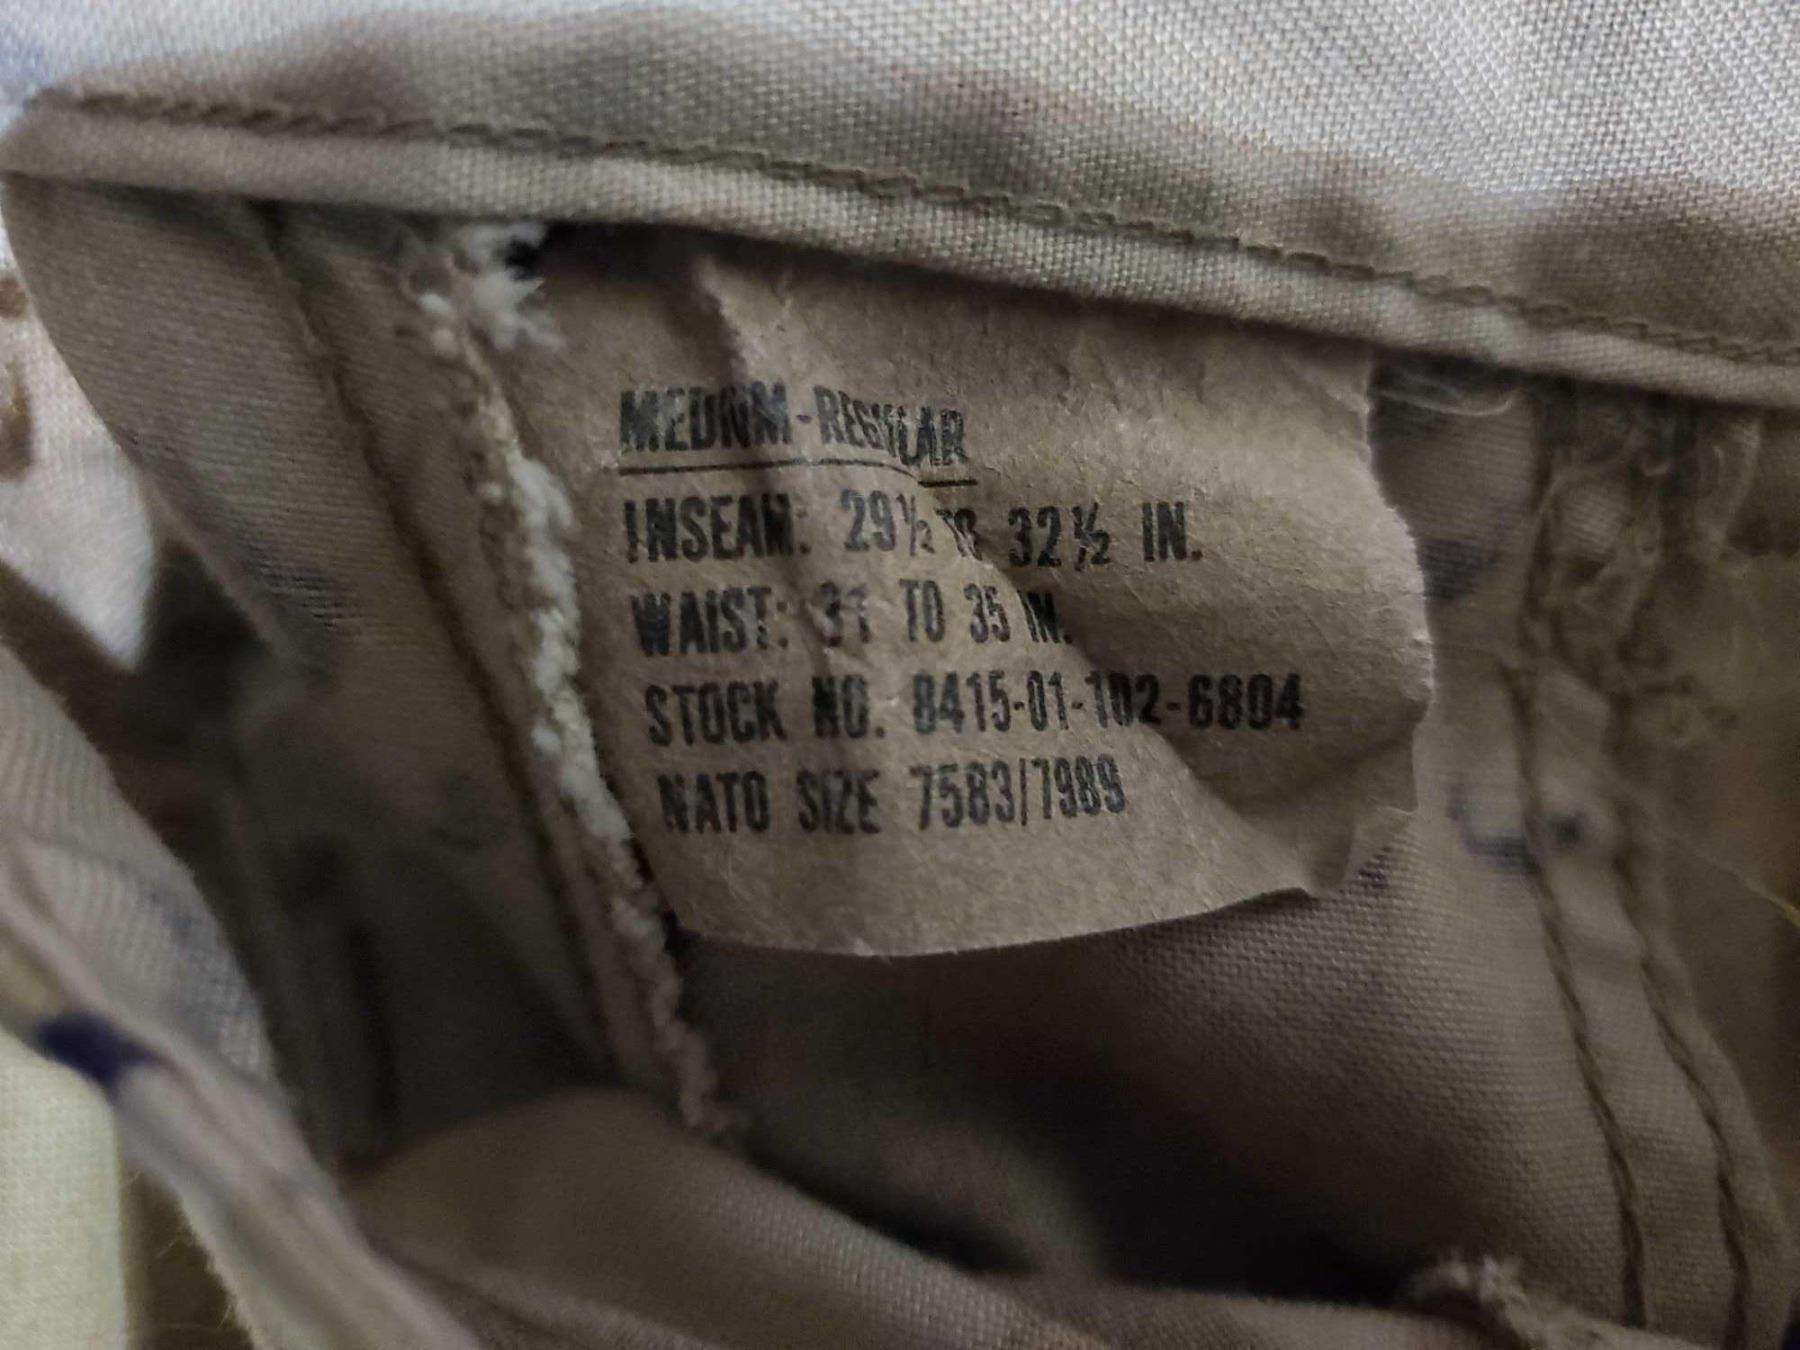 MEDIUM-REGULAR
INSEAM: 29½ TO 32½ IN.
WAIST: 31 TO 35 IN.
STOCK NO. 8415-01-102-6804
NATO SIZE 7583/7989